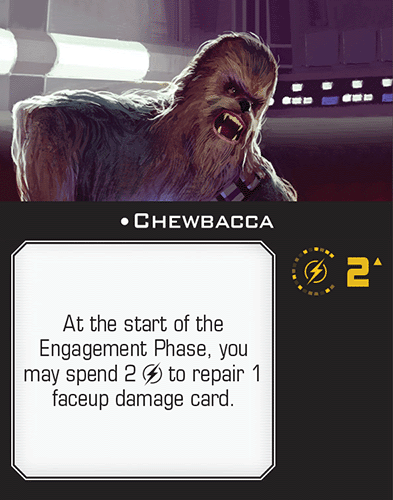 •Chewbacca
2
At the start of the
Engagement Phase, you
may spend 2 to repair 1
faceup damage card.